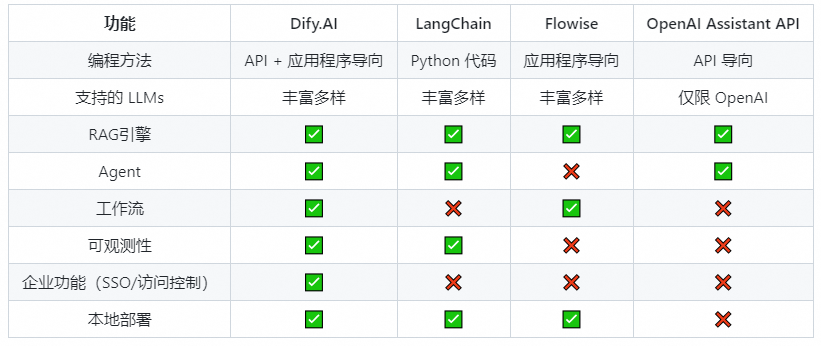 功能 Dify.AI LangChain Flowise OpenAI Assistant API
编程方法 API + 应用程序导向 Python 代码 应用程序导向 API 导向
支持的 LLMs 丰富多样 丰富多样 丰富多样 仅限 OpenAI
RAG引擎 ✅ ✅ ✅ ✅
Agent ✅ ✅ ❌ ✅
工作流 ✅ ❌ ✅ ❌
可观测性 ✅ ✅ ❌ ❌
企业功能（SSO/访问控制） ✅ ❌ ❌ ❌
本地部署 ✅ ✅ ✅ ❌